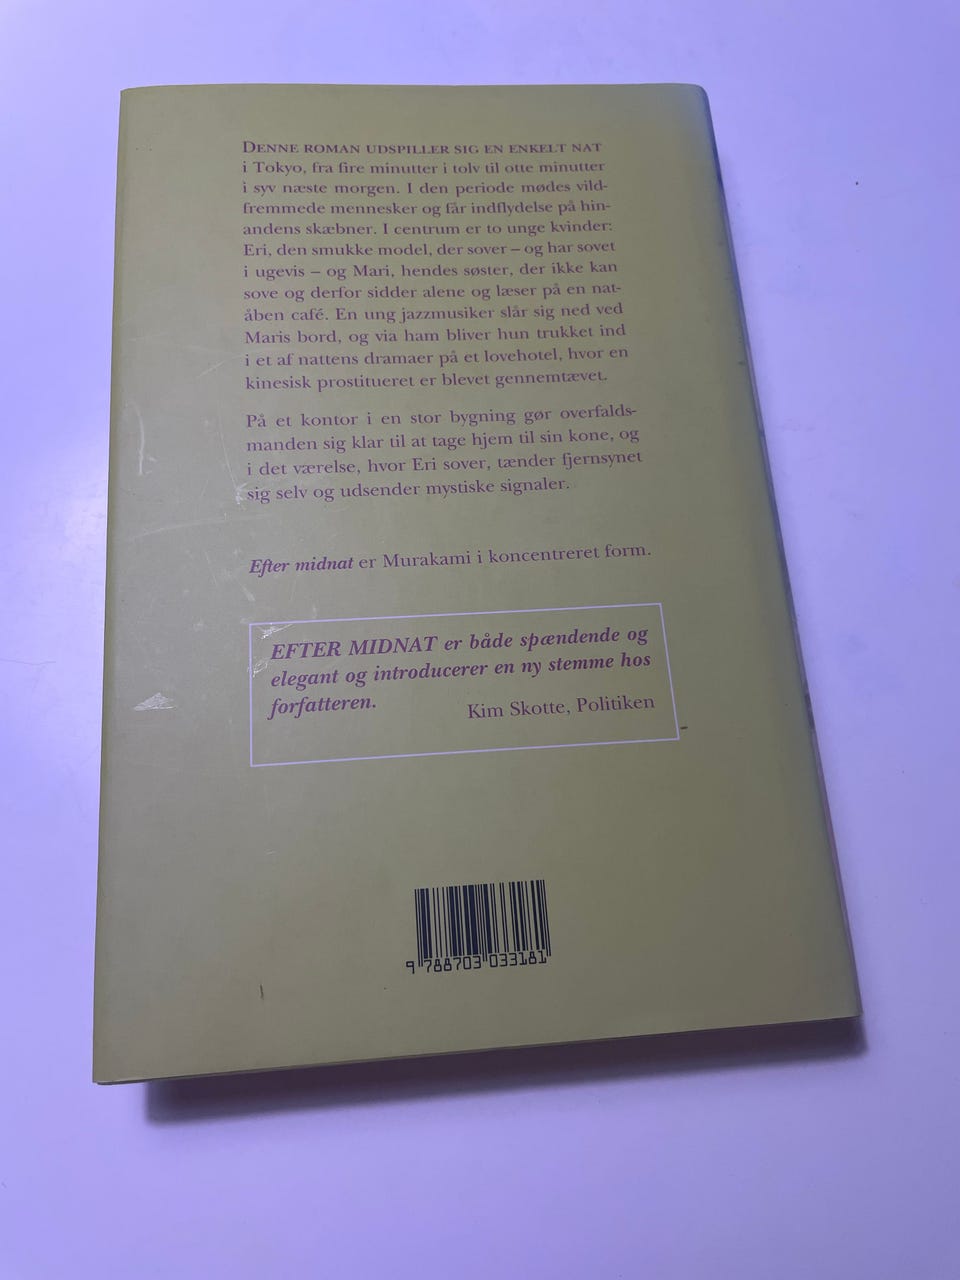 DENNE ROMAN UDSPILLER SIG EN ENKELT NAT
i Tokyo, fra fire minutter i tolv til otte minutter
i syv næste morgen. I den periode mødes vild-
fremmede mennesker og får indflydelse på hin-
andens skæbner. I centrum er to unge kvinder:
Eri, den smukke model, der sover – og har sovet
i ugevis – og Mari, hendes søster, der ikke kan
sove og derfor sidder alene og læser på en nat-
åben café. En ung jazzmusiker slår sig ned ved
Maris bord, og via ham bliver hun trukket ind
i et af nattens dramaer på et lovehotel, hvor en
kinesisk prostitueret er blevet gennemtævet.
På et kontor i en stor bygning gør overfalds-
manden sig klar til at tage hjem til sin kone, og
i det værelse, hvor Eri sover, tænder fjernsynet
sig selv og udsender mystiske signaler.
Efter midnat er Murakami i koncentreret form.
EFTER MIDNAT er både spændende og
elegant og introducerer en ny stemme hos
forfatteren.
Kim Skotte, Politiken
9 788703 033181